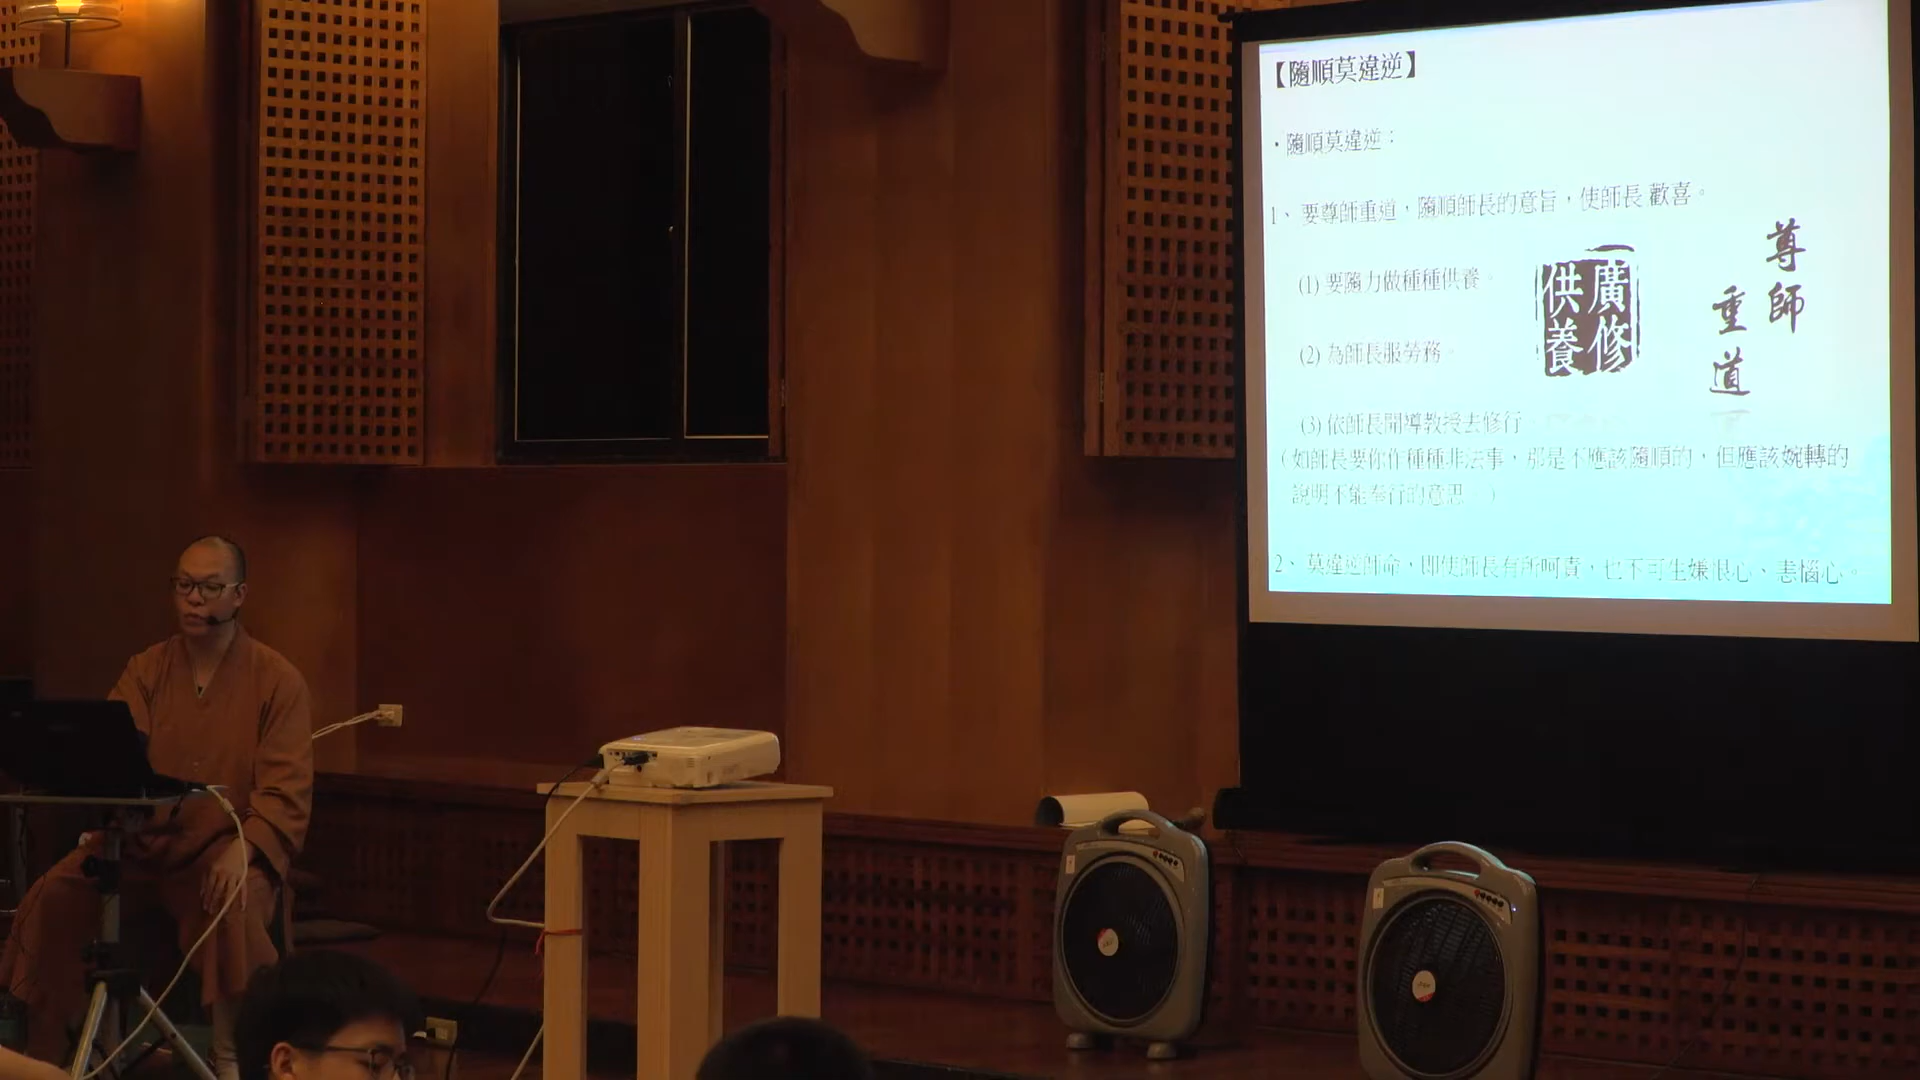 【隨順莫違逆】
•隨順莫違逆：
1、要尊師重道，隨順師長的意旨，使師長 歡喜。
(1) 要隨力做種種供養。
(2) 為師長服勞務。
(3) 依師長開導教授去修行
（如師長要你作種種非法事，那是不應該隨順的，但應該婉轉的
說明不能奉行的意思 ）
2、莫違逆師命，即使師長有所呵責，也不可生嫌恨心、恚惱心。
廣修
供養
尊師
重道